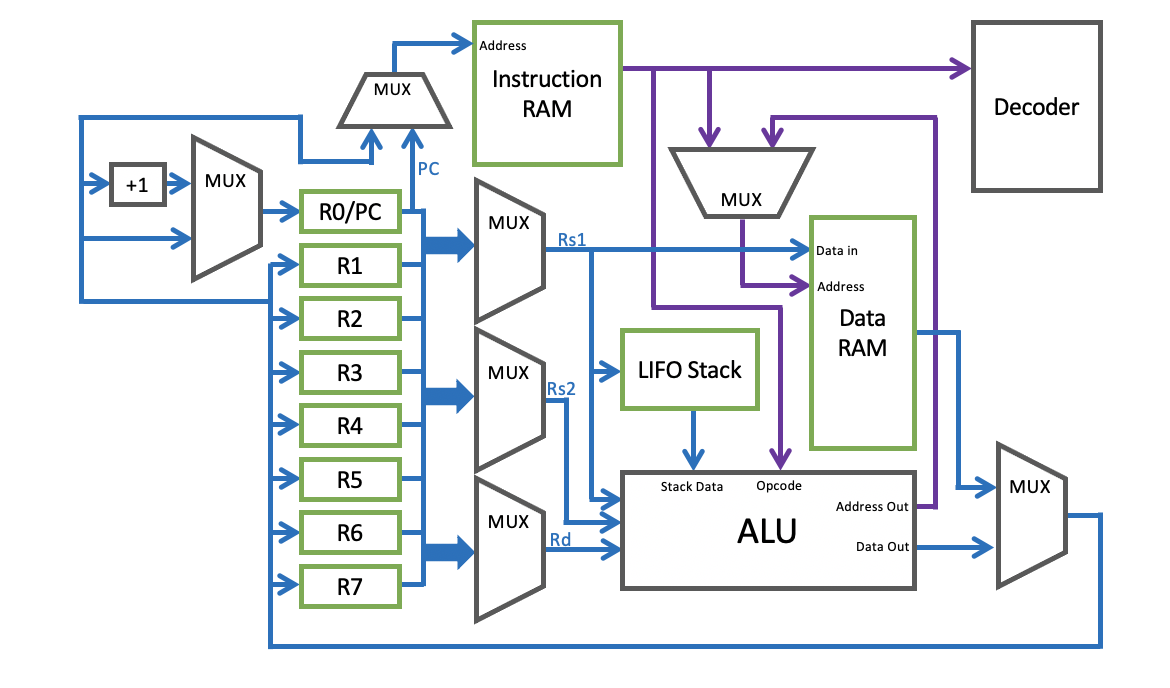 Address
Instruction
RAM
Decoder
MUX
PC
+1
MUX
R0/PC
MUX
MUX
Rs1
Data in
Address
R1
R2
Data
RAM
R3
MUX
Rs2
LIFO Stack
R4
R5
Stack Data
Opcode
MUX
Address Out
MUX
R6
Rd
ALU
Data Out
R7